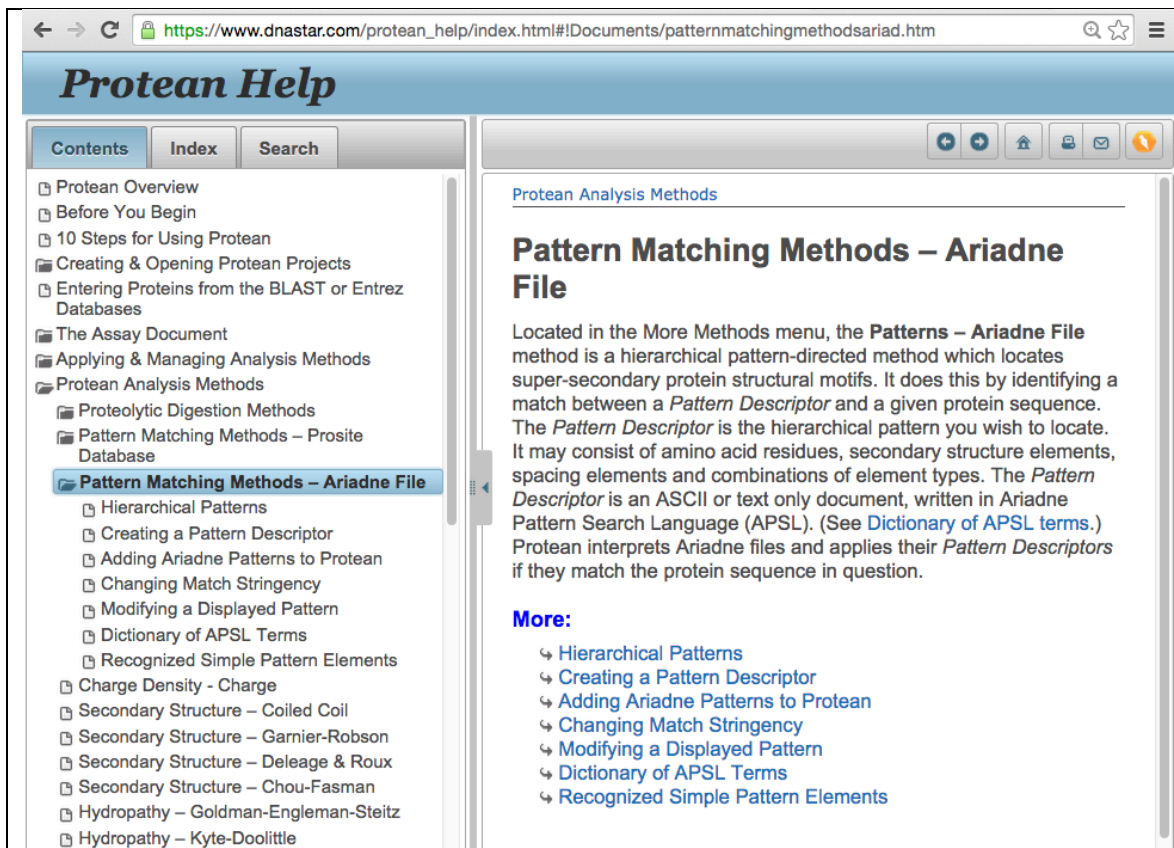 https://www.dnastar.com/protean_help/index.html#!Documents/patternmatchingmethodsariad.htm
Protean Help
Contents
Index
Search
Protean Overview
Before You Begin
10 Steps for Using Protean
Creating & Opening Protean Projects
Entering Proteins from the BLAST or Entrez
Databases
The Assay Document
Applying & Managing Analysis Methods
Protean Analysis Methods
Proteolytic Digestion Methods
Pattern Matching Methods – Prosite
Database
Pattern Matching Methods – Ariadne File
Hierarchical Patterns
Creating a Pattern Descriptor
Adding Ariadne Patterns to Protean
Changing Match Stringency
Modifying a Displayed Pattern
Dictionary of APSL Terms
Recognized Simple Pattern Elements
Charge Density - Charge
Secondary Structure – Coiled Coil
Secondary Structure – Garnier-Robson
Secondary Structure – Deleage & Roux
Secondary Structure – Chou-Fasman
Hydropathy – Goldman-Engleman-Steitz
Hydropathy – Kyte-Doolittle
Protean Analysis Methods
Pattern Matching Methods – Ariadne
File
Located in the More Methods menu, the Patterns – Ariadne File
method is a hierarchical pattern-directed method which locates
super-secondary protein structural motifs. It does this by identifying a
match between a Pattern Descriptor and a given protein sequence.
The Pattern Descriptor is the hierarchical pattern you wish to locate.
It may consist of amino acid residues, secondary structure elements,
spacing elements and combinations of element types. The Pattern
Descriptor is an ASCII or text only document, written in Ariadne
Pattern Search Language (APSL). (See Dictionary of APSL terms.)
Protean interprets Ariadne files and applies their Pattern Descriptors
if they match the protein sequence in question.
More:
Hierarchical Patterns
Creating a Pattern Descriptor
Adding Ariadne Patterns to Protean
Changing Match Stringency
Modifying a Displayed Pattern
Dictionary of APSL Terms
Recognized Simple Pattern Elements